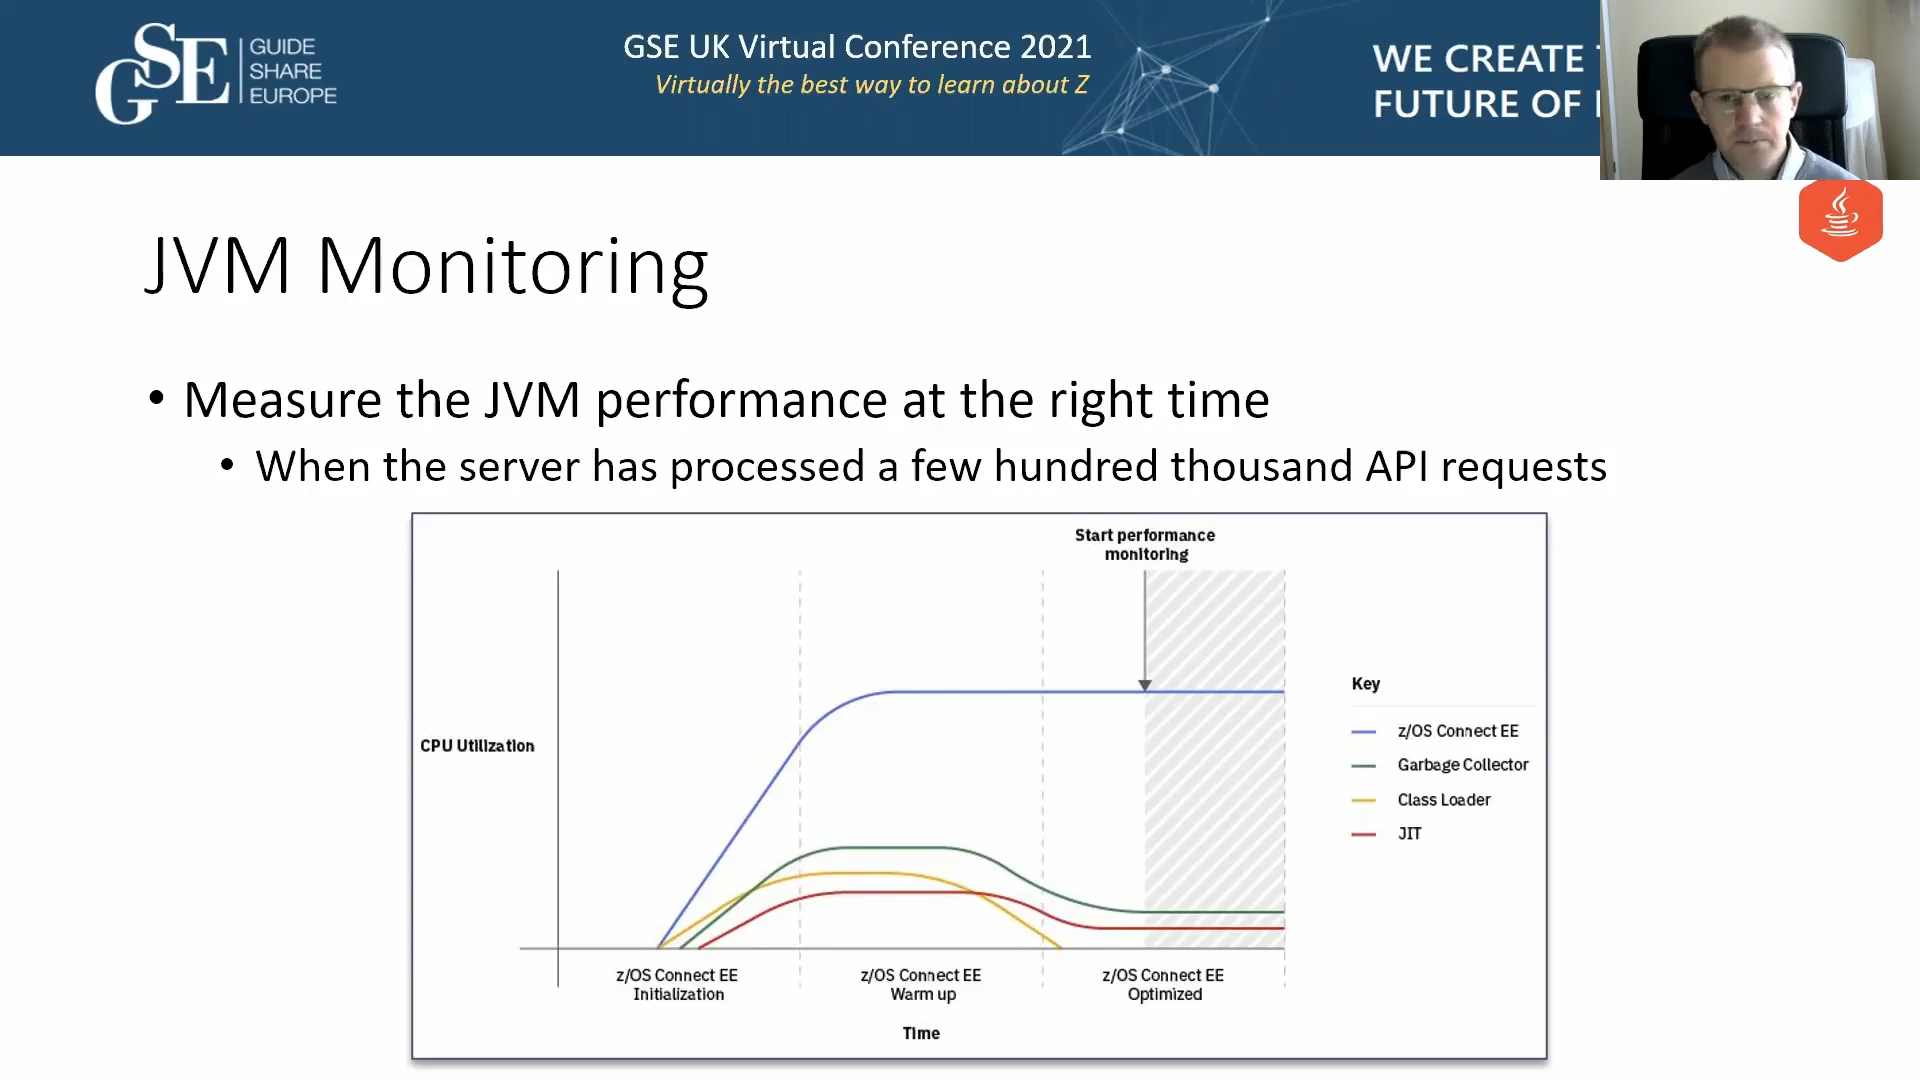 GSE
GUIDE
SHARE
EUROPE
GSE UK Virtual Conference 2021
Virtually the best way to learn about Z
WE CREATE
FUTURE OF
JVM Monitoring
• Measure the JVM performance at the right time
• When the server has processed a few hundred thousand API requests
Start performance
monitoring
CPU Utilization
Key
z/OS Connect EE
Garbage Collector
Class Loader
JIT
z/OS Connect EE
Initialization
z/OS Connect EE
Warm up
z/OS Connect EE
Optimized
Time